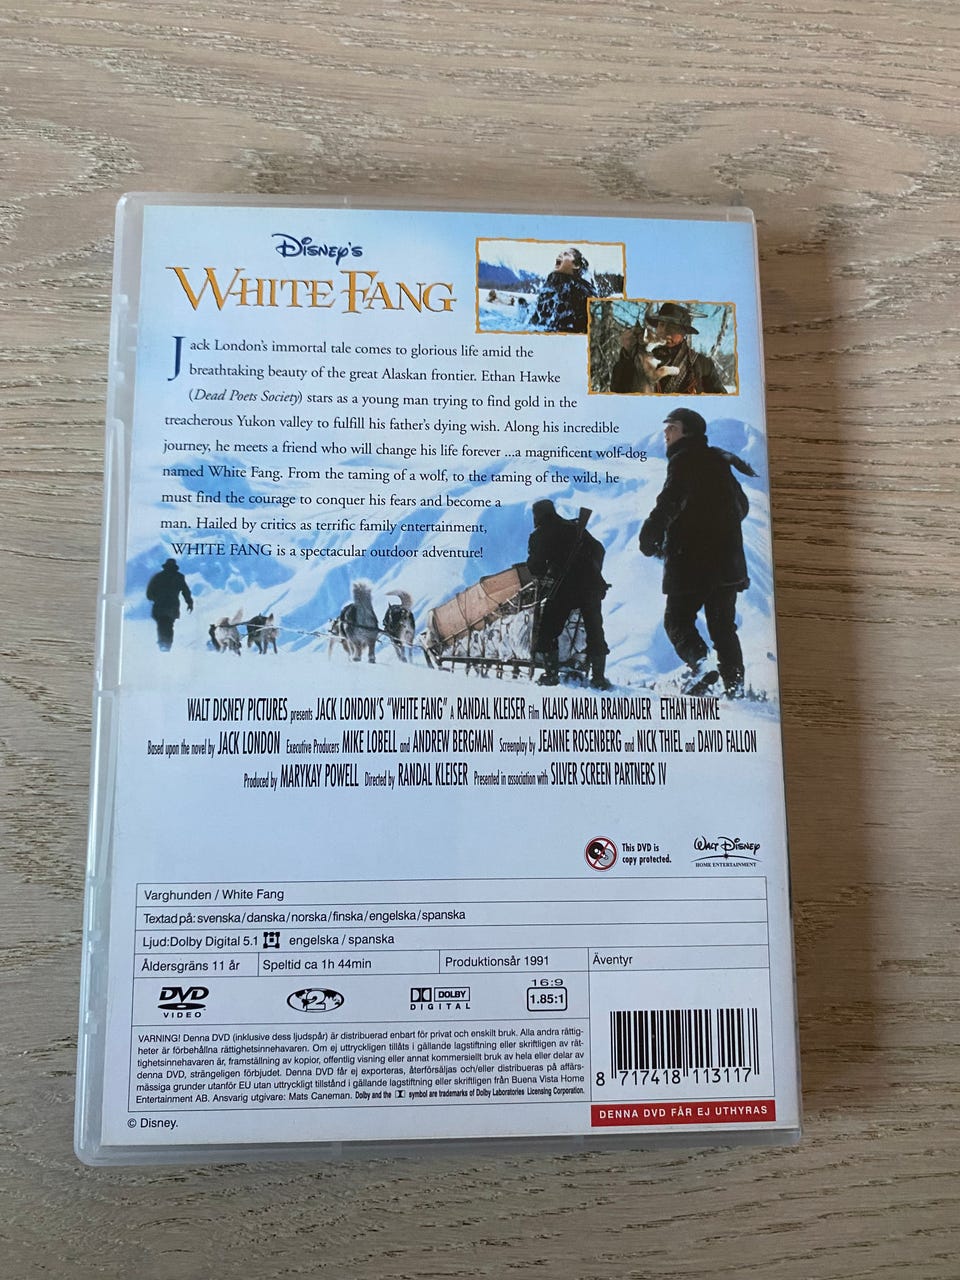 Disney's
WHITE FANG
Jack London's immortal tale comes to glorious life amid the
breathtaking beauty of the great Alaskan frontier. Ethan Hawke
(Dead Poets Society) stars as a young man trying to find gold in the
treacherous Yukon valley to fulfill his father's dying wish. Along his incredible
journey, he meets a friend who will change his life forever ...a magnificent wolf-dog
named White Fang. From the taming of a wolf, to the taming of the wild, he
must find the courage to conquer his fears and become a
man. Hailed by critics as terrific family entertainment,
WHITE FANG is a spectacular outdoor adventure!
WALT DISNEY PICTURES presents JACK LONDON'S "WHITE FANG" A RANDAL KLEISER Film KLAUS MARIA BRANDAUER ETHAN HAWKE
Based upon the novel by JACK LONDON Executive Producers MIKE LOBELL and ANDREW BERGMAN Screenplay by JEANNE ROSENBERG and NICK THIEL and DAVID FALLON
Produced by MARYKAY POWELL Directed by RANDAL KLEISER Presented in association with SILVER SCREEN PARTNERS IV
This DVD is
copy protected.
WALT DISNEY
HOME ENTERTAINMENT
Varghunden / White Fang
Textad på: svenska/danska/norska/finska/engelska/spanska
Ljud:Dolby Digital 5.1 engelska / spanska
Åldersgräns 11 år Speltid ca 1h 44min Produktionsår 1991 Äventyr
DVD
VIDEO
2
DOLBY
DIGITAL
16:9
1.85:1
VARNING! Denna DVD (inklusive dess ljudspår) är distribuerad enbart för privat och enskilt bruk. Alla andra rättig-
heter är förbehållna rättighetsinnehavaren. Om ej uttryckligen tillåts i gällande lagstiftning eller skriftligen av rät-
tighetsinnehavaren är, framställning av kopior, offentlig visning eller annat kommersiellt bruk av hela eller delar av
denna DVD, strängeligen förbjudet. Denna DVD får ej exporteras, återförsäljas och/eller distribueras på affärs-
mässiga grunder utanför EU utan uttryckligt tillstånd i gällande lagstiftning eller skriftligen från Buena Vista Home
Entertainment AB. Ansvarig utgivare: Mats Caneman. Dolby and the symbol are trademarks of Dolby Laboratories Licensing Corporation.
8 717418 113117
DENNA DVD FÅR EJ UTHYRAS
© Disney.